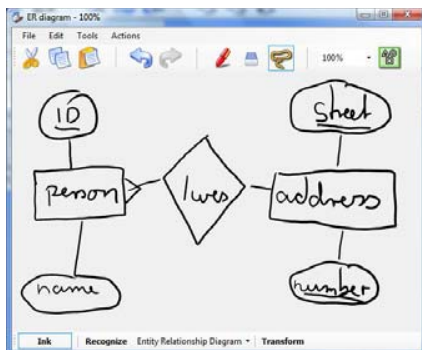 ER diagram - 100%
File Edit Tools Actions
100%
ID
Street
person
lives
address
name
number
Ink Recognize Entity Relationship Diagram Transform